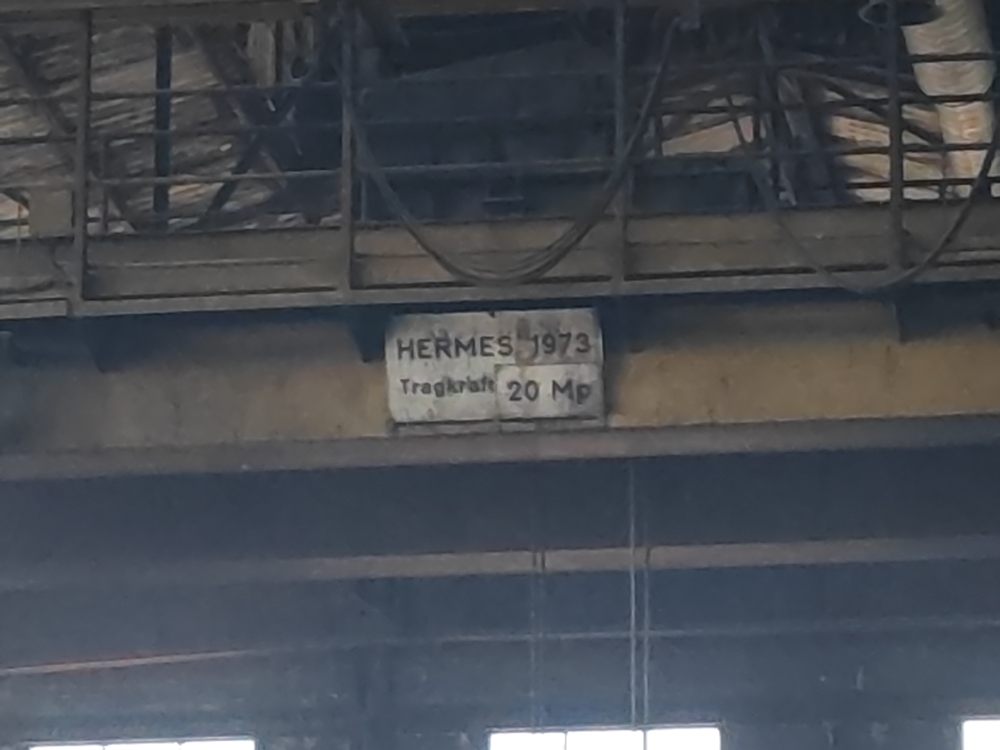 HERMES 1973
Tragkraft 20 Mp